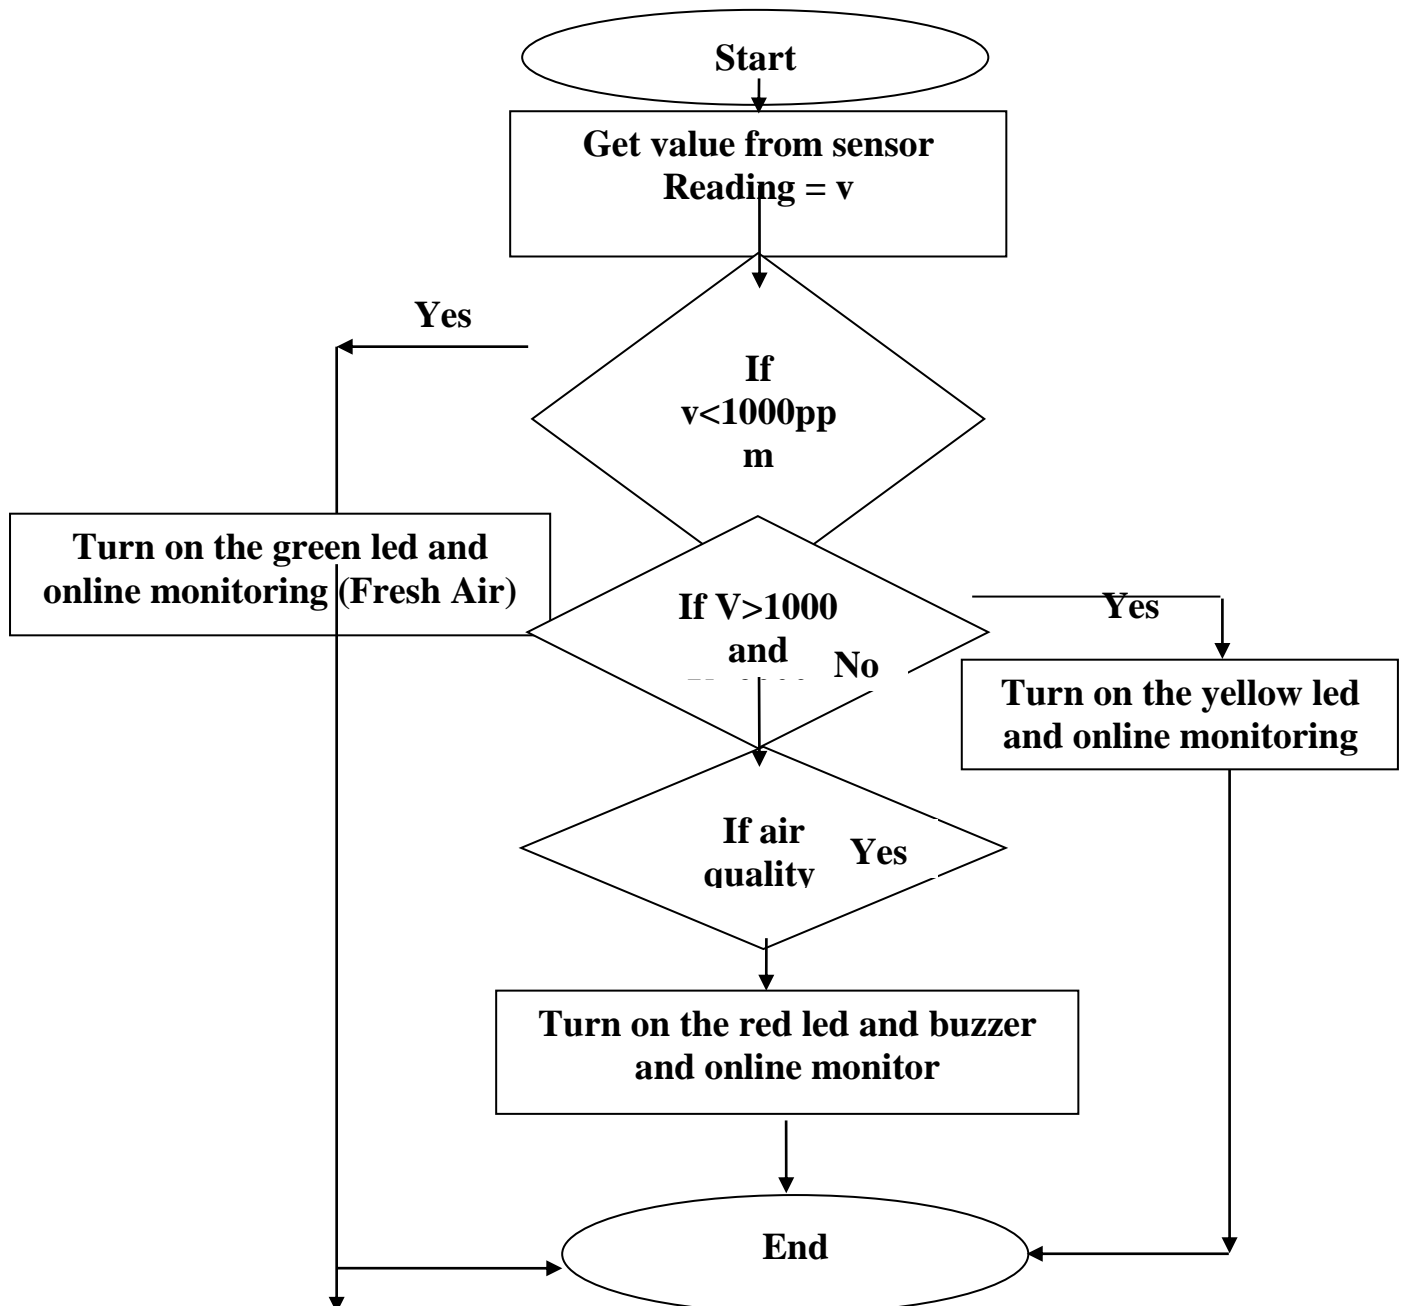 Start
Get value from sensor
Reading = v
Yes
If
v<1000pp
m
Turn on the green led and
online monitoring (Fresh Air)
If V>1000
and
No
Yes
Turn on the yellow led
and online monitoring
If air
quality
Yes
Turn on the red led and buzzer
and online monitor
End